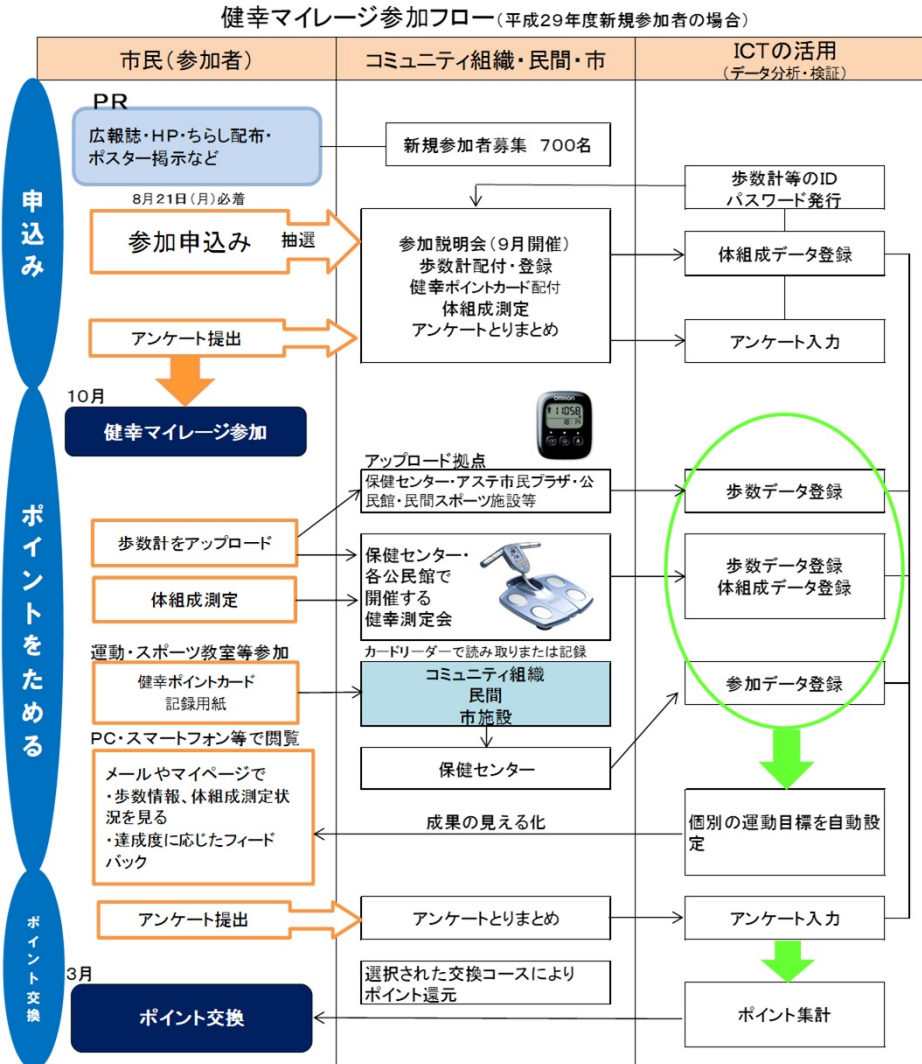 健幸マイレージ参加フロー(平成29年度新規参加者の場合)
市民(参加者)
コミュニティ組織・民間・市
ICTの活用
(データ分析・検証)
申込み
PR
広報誌・HP・ちらし配布・
ポスター掲示など
新規参加者募集 700名
歩数計等のID
パスワード発行
8月21日(月)必着
参加申込み
抽選
参加説明会(9月開催)
歩数計配付・登録
健幸ポイントカード配付
体組成測定
アンケートとりまとめ
体組成データ登録
アンケート提出
アンケート入力
ポイントをためる
10月
健幸マイレージ参加
OMRON
11058
アップロード拠点
保健センター・アステ市民プラザ・公
民館・民間スポーツ施設等
歩数データ登録
歩数計をアップロード
体組成測定
保健センター・
各公民館で
開催する
健幸測定会
歩数データ登録
体組成データ登録
運動・スポーツ教室等参加
健幸ポイントカード
記録用紙
カードリーダーで読み取りまたは記録
コミュニティ組織
民間
市施設
参加データ登録
保健センター
PC・スマートフォン等で閲覧
メールやマイページで
・歩数情報、体組成測定状
況を見る
・達成度に応じたフィード
バック
成果の見える化
個別の運動目標を自動設
定
ポイント交換
アンケート提出
アンケートとりまとめ
アンケート入力
3月
ポイント交換
選択された交換コースにより
ポイント還元
ポイント集計